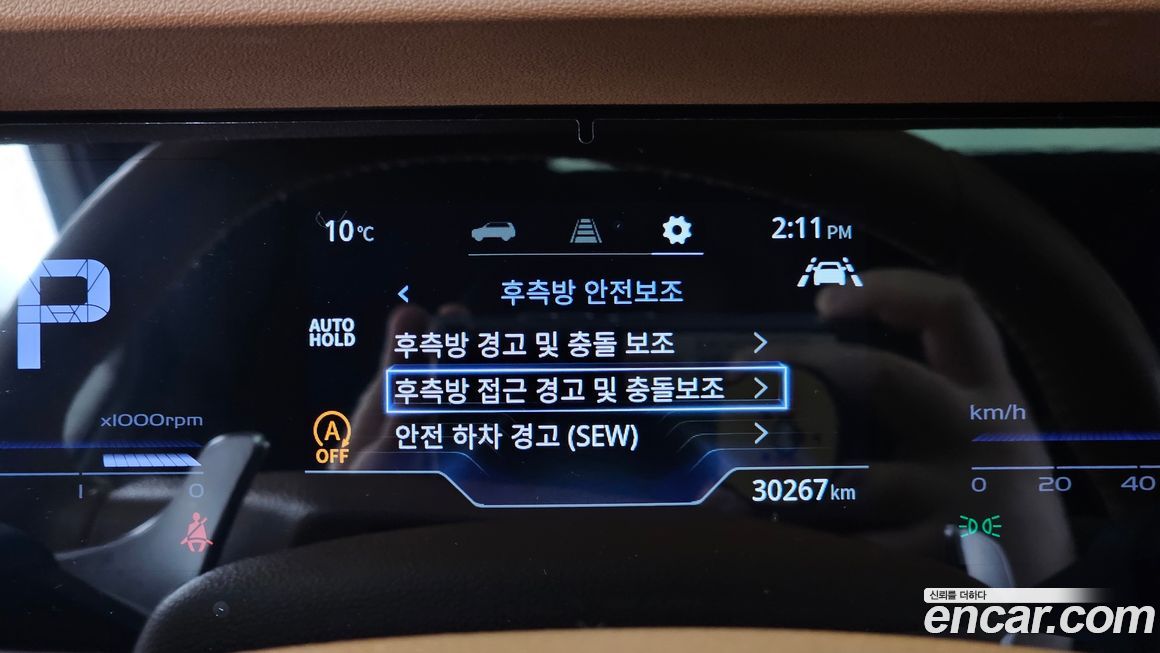 10°C
2:11 PM
후측방 안전보조
AUTO
HOLD
후측방 경고 및 충돌 보조
P
후측방 접근 경고 및 충돌보조
x1000rpm
km/h
안전 하차 경고 (SEW)
A
OFF
1 0
30267 km
0 20 40
신뢰를 더하다
encar.com